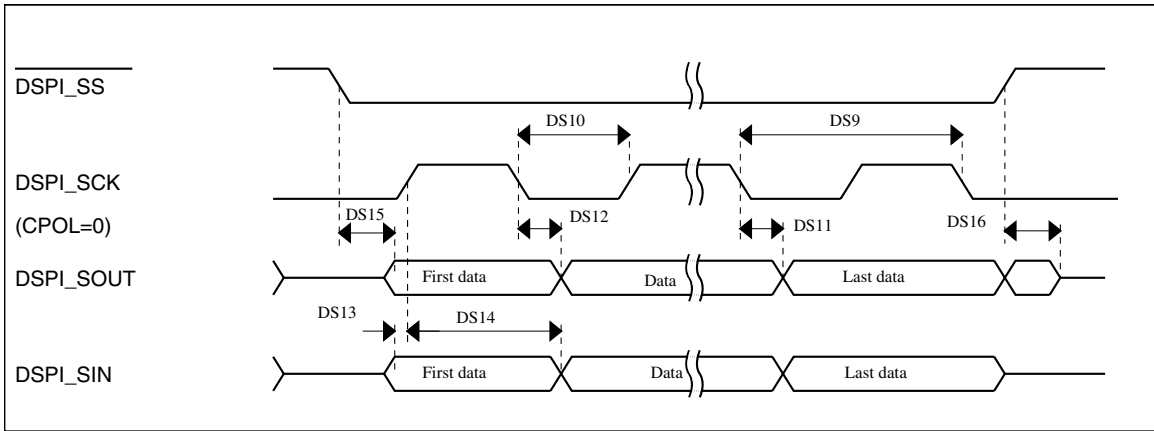 DSPI_SS
DS10
DS9
DSPI_SCK
(CPOL=0)
DS15
DS12
DS11
DS16
DSPI_SOUT
First data
Data
Last data
DS13
DS14
DSPI_SIN
First data
Data
Last data